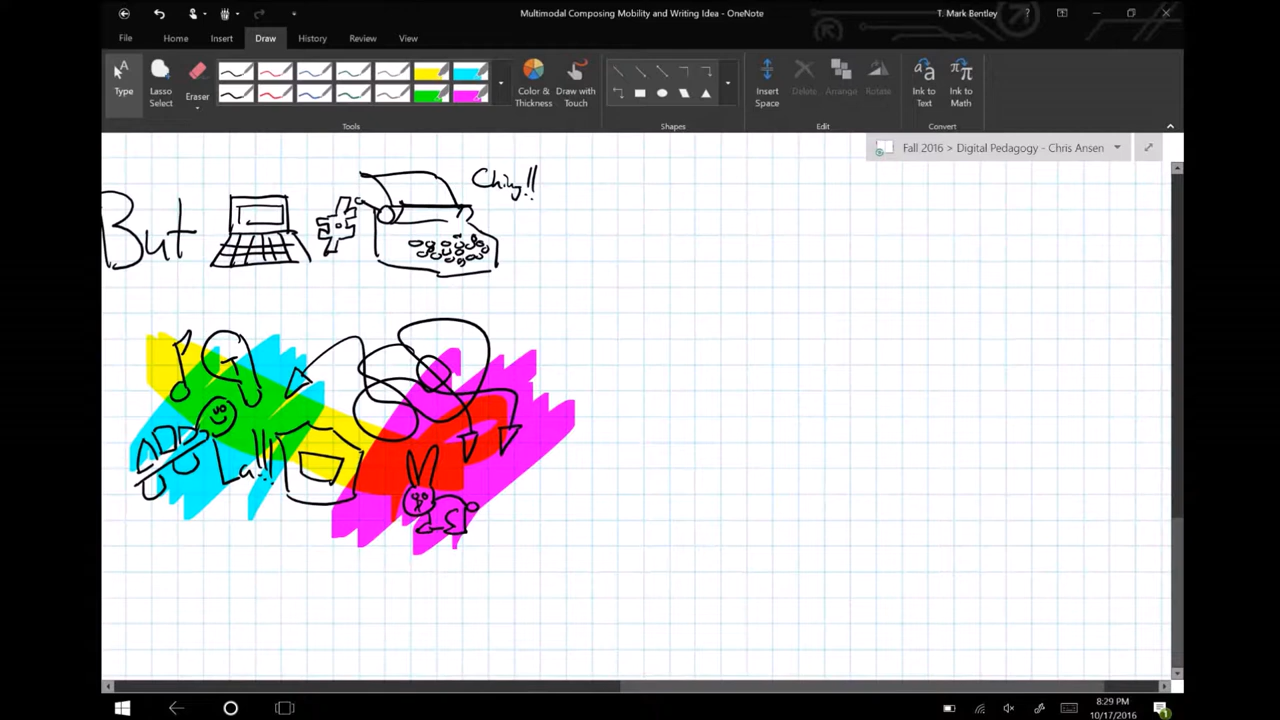 Multimodal Composing Mobility and Writing Idea - OneNote
T. Mark Bentley
?
File
Home
Insert
Draw
History
Review
View
Type
Lasso
Select
Eraser
Color &
Thickness
Draw with
Touch
Insert
Space
Delete
Arrange
Rotate
Ink to
Text
Ink to
Math
Tools
Shapes
Edit
Convert
Fall 2016 > Digital Pedagogy - Chris Ansen
But
Ching!!
La!!!
8:29 PM
10/17/2016
1